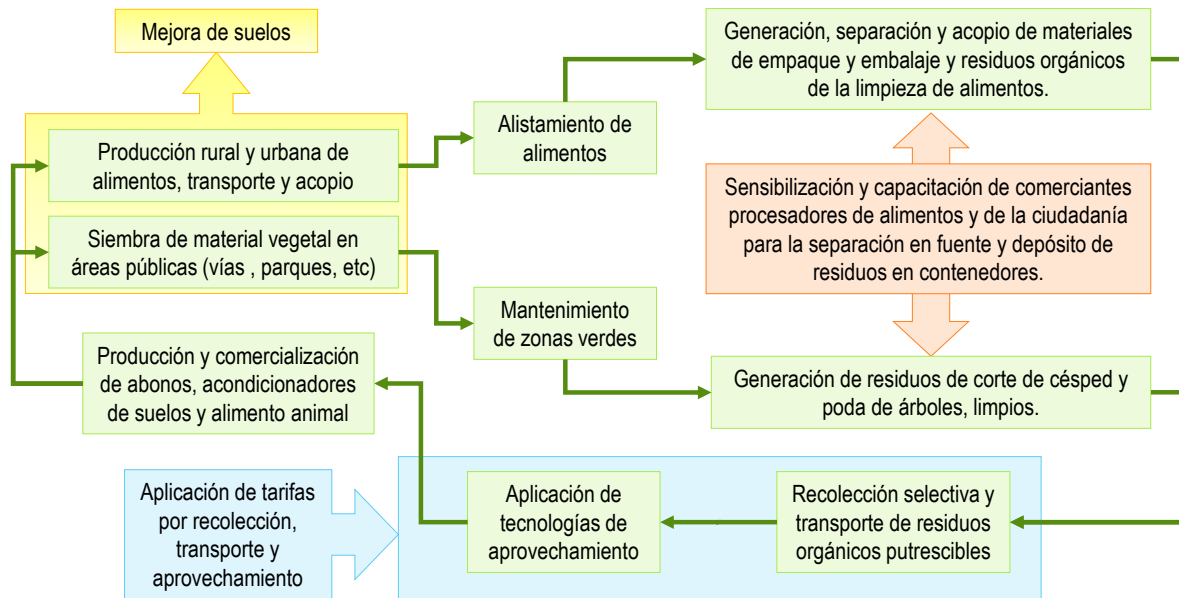 Mejora de suelos
Generación, separación y acopio de materiales
de empaque y embalaje y residuos orgánicos
de la limpieza de alimentos.
Producción rural y urbana de
alimentos, transporte y acopio
Alistamiento de
alimentos
Sensibilización y capacitación de comerciantes
procesadores de alimentos y de la ciudadanía
para la separación en fuente y depósito de
residuos en contenedores.
Siembra de material vegetal en
áreas públicas (vías , parques, etc)
Mantenimiento
de zonas verdes
Producción y comercialización
de abonos, acondicionadores
de suelos y alimento animal
Generación de residuos de corte de césped y
poda de árboles, limpios.
Aplicación de tarifas
por recolección,
transporte y
aprovechamiento
Aplicación de
tecnologías de
aprovechamiento
Recolección selectiva y
transporte de residuos
orgánicos putrescibles